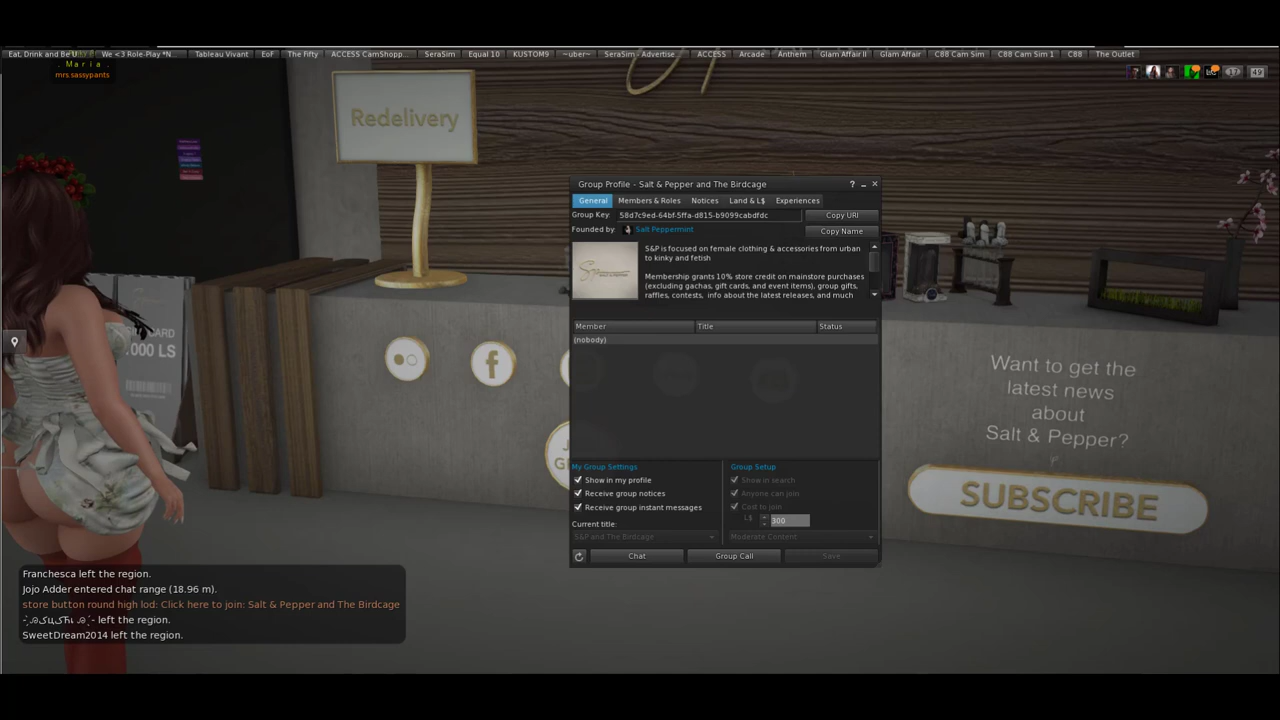 Eat, Drink and Be
We <3 Role-Play *N...
Tableau Vivant
EoF
The Fifty
ACCESS CamShopp...
SeraSim
Equal 10
KUSTOM9
~uber~
SeraSim - Advertise...
ACCESS
Arcade
Anthem
Glam Affair II
Glam Affair
C88 Cam Sim
C88 Cam Sim 1
C88
The Outlet
. M a r i a .
mrs.sassypants
17
49
Redelivery
Group Profile - Salt & Pepper and The Birdcage
General
Members & Roles
Notices
Land & L$
Experiences
Group Key:
58d7c9ed-64bf-5ffa-d815-b9099cabdfdc
Copy URI
Founded by:
Salt Peppermint
Copy Name
SALT & PEPPER
S&P is focused on female clothing & accessories from urban
to kinky and fetish
Membership grants 10% store credit on mainstore purchases
(excluding gachas, gift cards, and event items), group gifts,
raffles, contests, info about the latest releases, and much
Member
Title
Status
(nobody)
My Group Settings
Show in my profile
Receive group notices
Receive group instant messages
Current title:
S&P and The Birdcage
Group Setup
Show in search
Anyone can join
Cost to join
L$
300
Moderate Content
Chat
Group Call
Save
CARD
.000 LS
f
Want to get the
latest news
about
Salt & Pepper?
SUBSCRIBE
Franchesca left the region.
Jojo Adder entered chat range (18.96 m).
store button round high lod: Click here to join: Salt & Pepper and The Birdcage
left the region.
SweetDream2014 left the region.